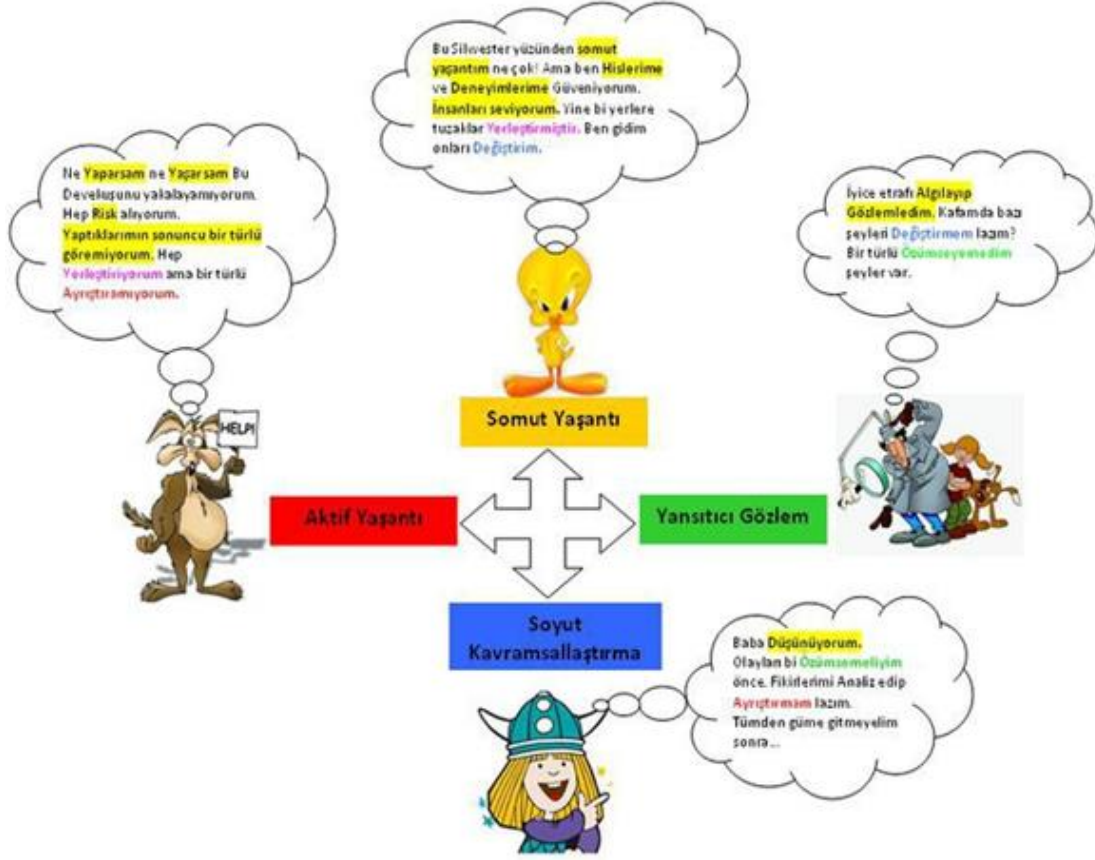 Bu Silwester yüzünden somut
yaşantım ne çok! Ama ben Hislerime
ve Deneyimlerime Güveniyorum.
İnsanları seviyorum. Yine bi yerlere
tuzaklar Yerleştirmiştir. Ben gidim
onları Değiştirim.
Ne Yaparsam ne Yaşarsam Bu
Devekuşunu yakalayamıyorum.
Hep Risk alıyorum.
Yaptıklarımın sonuncu bir türlü
göremiyorum. Hep
Yerleştiriyorum ama bir türlü
Ayrıştıramıyorum.
İyice etrafı Algılayıp
Gözlemledim. Kafamda bazı
şeyleri Değiştirmem lazım?
Bir türlü Özümseyemedim
şeyler var.
HELP!
Somut Yaşantı
Aktif Yaşantı
Yansıtıcı Gözlem
Soyut
Kavramsallaştırma
Baba Düşünüyorum.
Olayları bi Özümsemeliyim
önce. Fikirlerimi Analiz edip
Ayrıştırmam lazım.
Tümden güme gitmeyelim
sonra...